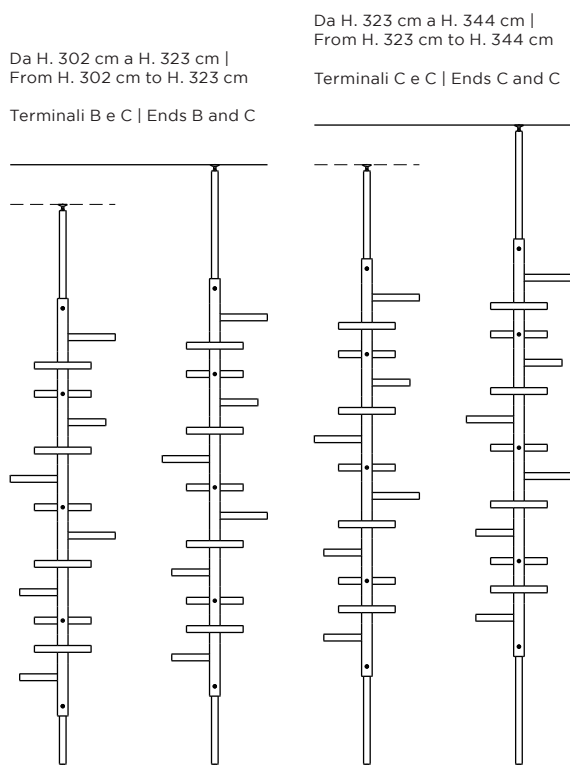 Da H. 302 cm a H. 323 cm |
From H. 302 cm to H. 323 cm
Terminali B e C | Ends B and C
Da H. 323 cm a H. 344 cm |
From H. 323 cm to H. 344 cm
Terminali C e C | Ends C and C